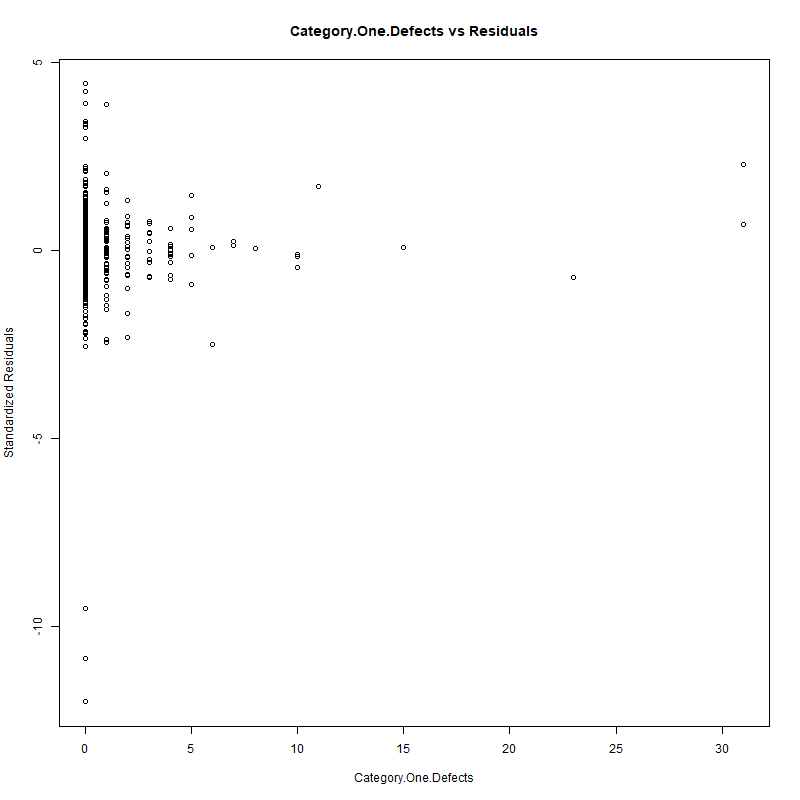 Category.One.Defects vs Residuals
Standardized Residuals
5
0
-5
-10
0 5 10 15 20 25 30
Category.One.Defects